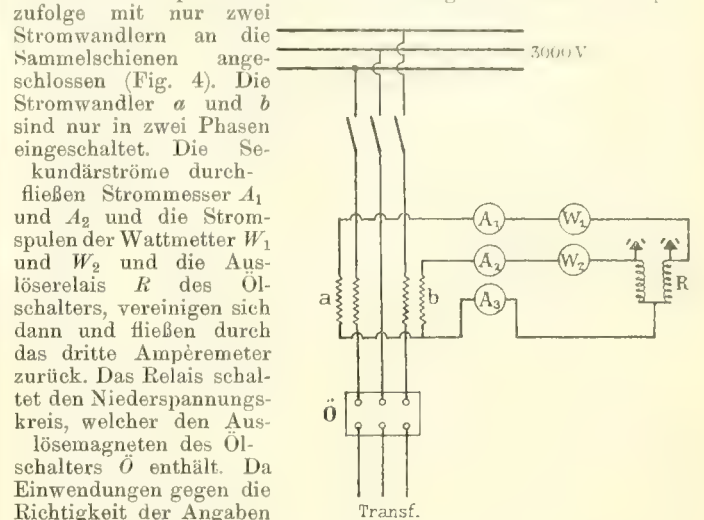 zufolge mit nur zwei
Stromwandlern an die
Sammelschienen ange-
schlossen (Fig. 4). Die
Stromwandler a und b
sind nur in zwei Phasen
eingeschaltet. Die Se-
kundärströme durch-
fließen Strommesser A1
und A2 und die Strom-
spulen der Wattmetter W1
und W2 und die Aus-
löserelais R des Öl-
schalters, vereinigen sich
dann und fließen durch
das dritte Ampèremeter
zurück. Das Relais schal-
tet den Niederspannungs-
kreis, welcher den Aus-
lösemagneten des Öl-
schalters Ö enthält. Da
Einwendungen gegen die
Richtigkeit der Angaben
3000 V
A1
W1
A2
W2
R
a
b
A3
Ö
Transf.